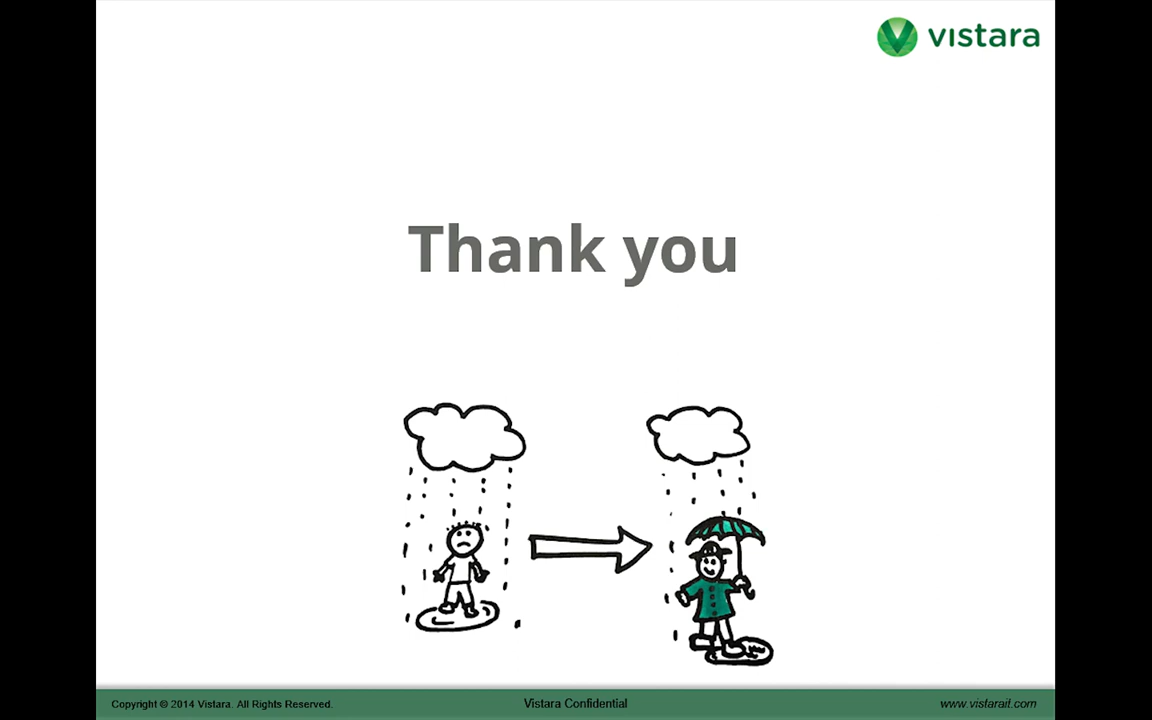 vistara
Thank you
Copyright © 2014 Vistara. All Rights Reserved.
Vistara Confidential
www.vistarait.com